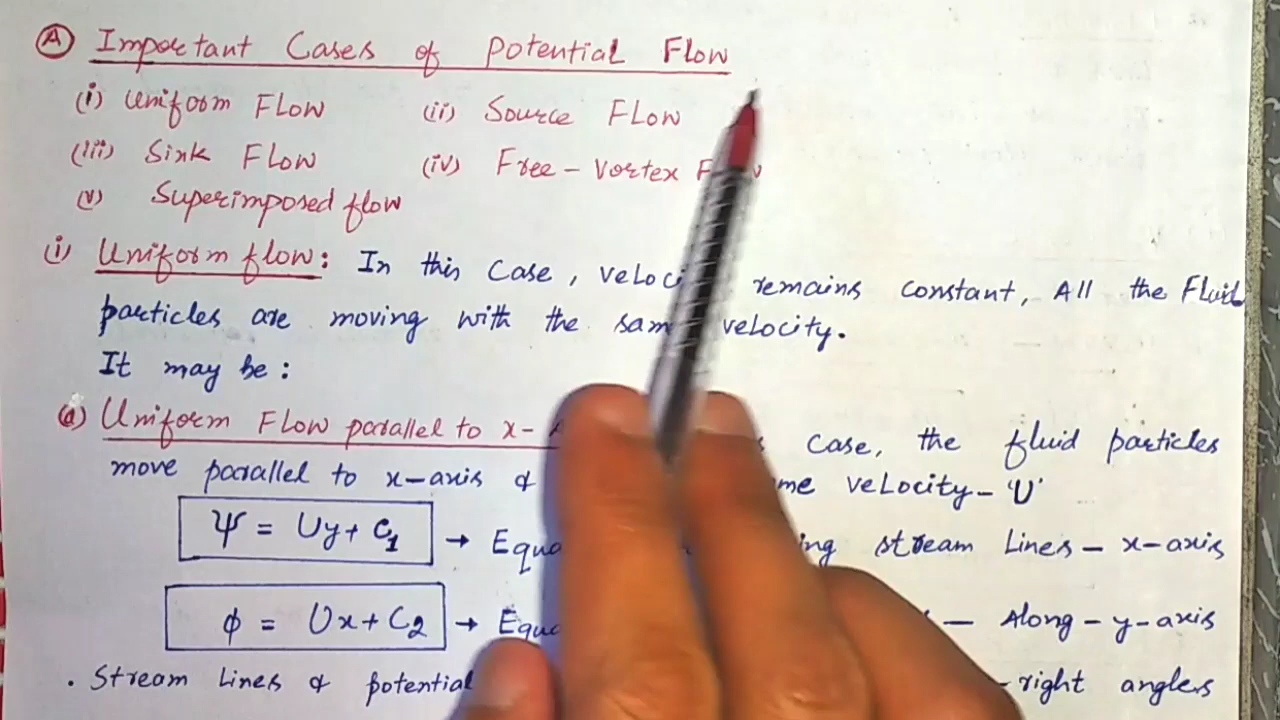 (A) Important Cases of Potential Flow
(i) Uniform Flow (ii) Source Flow
(iii) Sink Flow (iv) Free - Vortex
(v) Superimposed flow
(i) Uniform flow: In this case, remains constant, All the Fluid
particles are moving with the same velocity.
It may be:
(a) Uniform Flow parallel to x- case, the fluid particles
move parallel to x-axis & velocity - 'U'
Ψ = Uy + C₁ → stream Lines - x-axis
ϕ = Ux + C₂ → - Along - y-axis
. Stream Lines & potential right angles